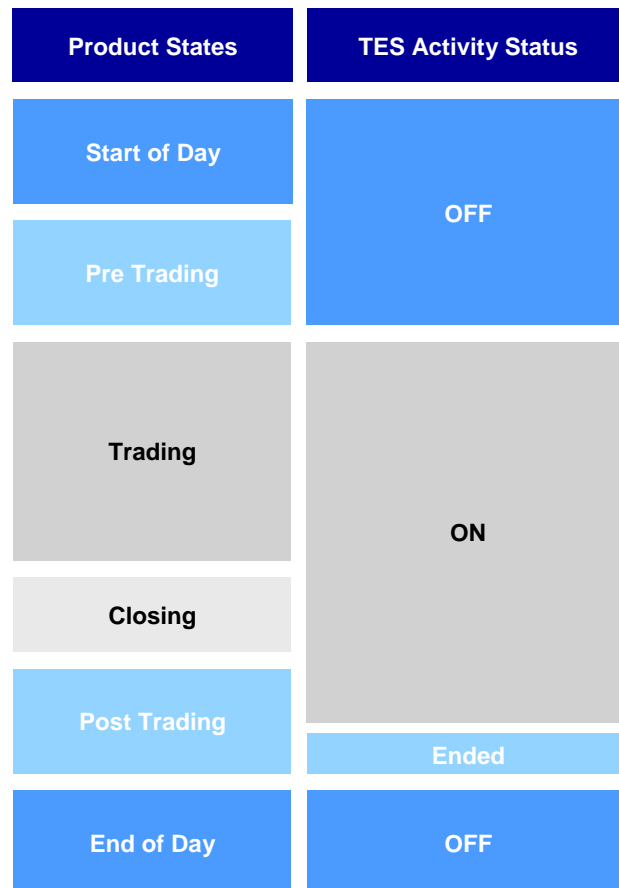 Product States
TES Activity Status
Start of Day
OFF
Pre Trading
Trading
ON
Closing
Post Trading
Ended
End of Day
OFF